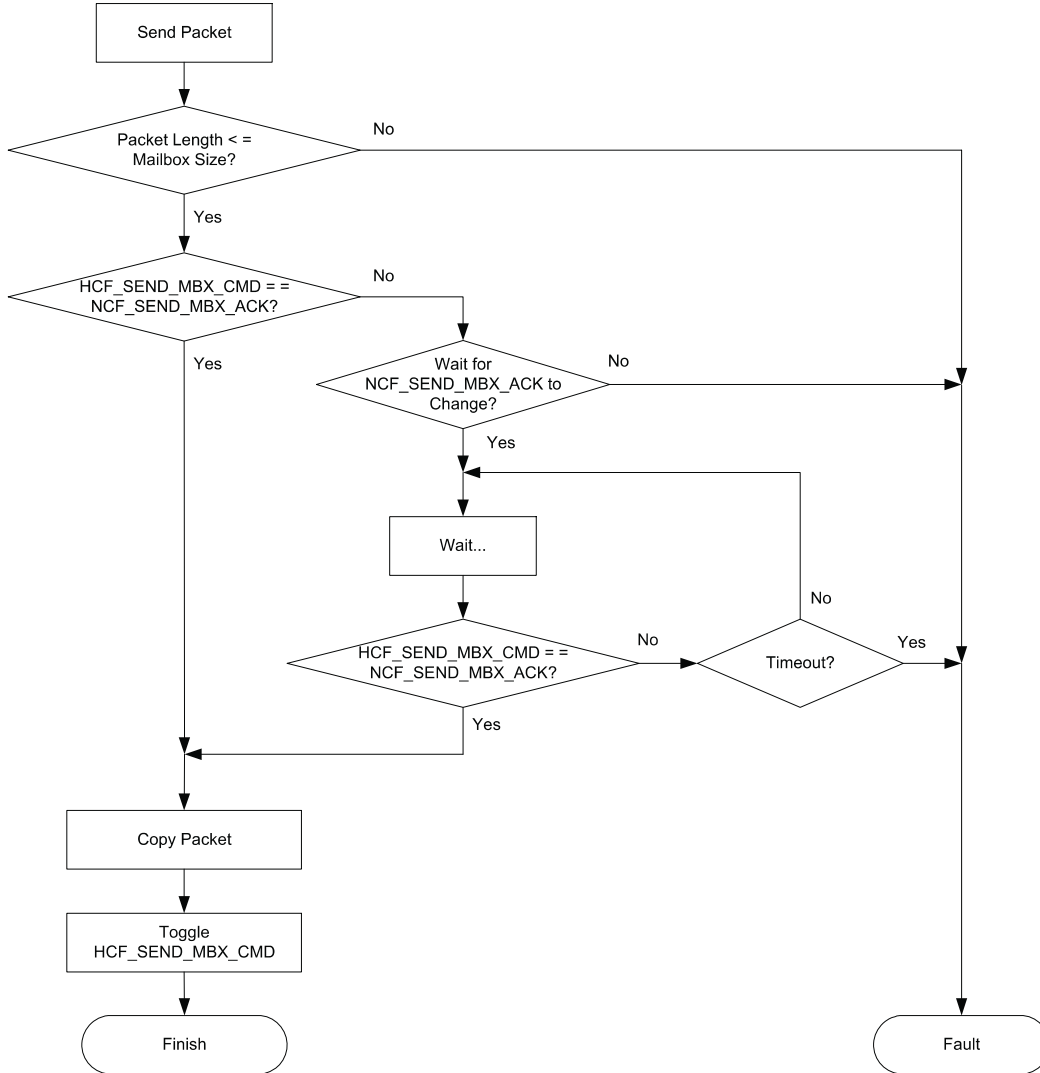 Send Packet
Packet Length < =
Mailbox Size?
No
Yes
HCF_SEND_MBX_CMD = =
NCF_SEND_MBX_ACK?
No
Yes
Wait for
NCF_SEND_MBX_ACK to
Change?
No
Yes
Wait...
No
HCF_SEND_MBX_CMD = =
NCF_SEND_MBX_ACK?
No
Timeout?
Yes
Yes
Copy Packet
Toggle
HCF_SEND_MBX_CMD
Finish
Fault